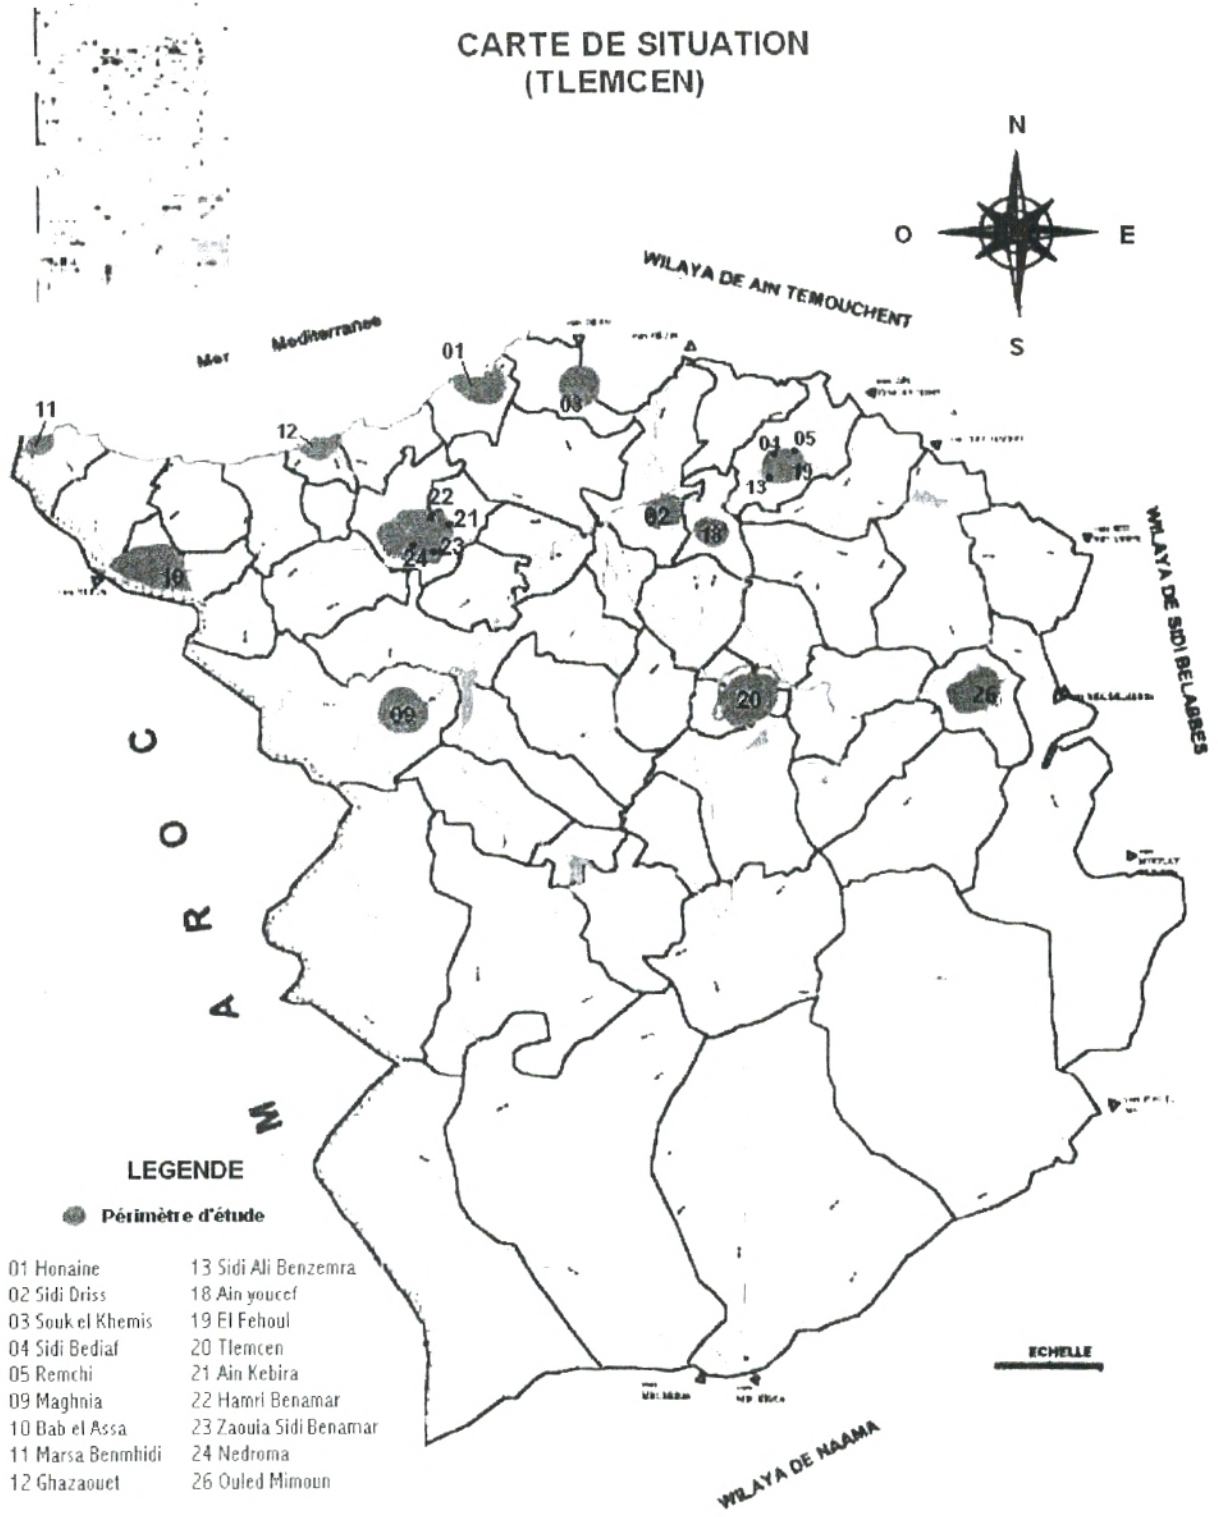 CARTE DE SITUATION
(TLEMCEN)
N
O
E
S
WILAYA DE AIN TEMOUCHENT
Mer Mediterranee
01
03
11
12
04
05
19
13
22
21
23
24
02
18
10
WILAYA DE SIDI BELABBES
09
20
26
MAROC
LEGENDE
Périmètre d'étude
01 Honaine
02 Sidi Driss
03 Souk el Khemis
04 Sidi Bediaf
05 Remchi
09 Maghnia
10 Bab el Assa
11 Marsa Benmhidi
12 Ghazaouet
13 Sidi Ali Benzemra
18 Ain youcef
19 El Fehoul
20 Tlemcen
21 Ain Kebira
22 Hamri Benamar
23 Zaouia Sidi Benamar
24 Nedroma
26 Ouled Mimoun
ECHELLE
WILAYA DE NAAMA